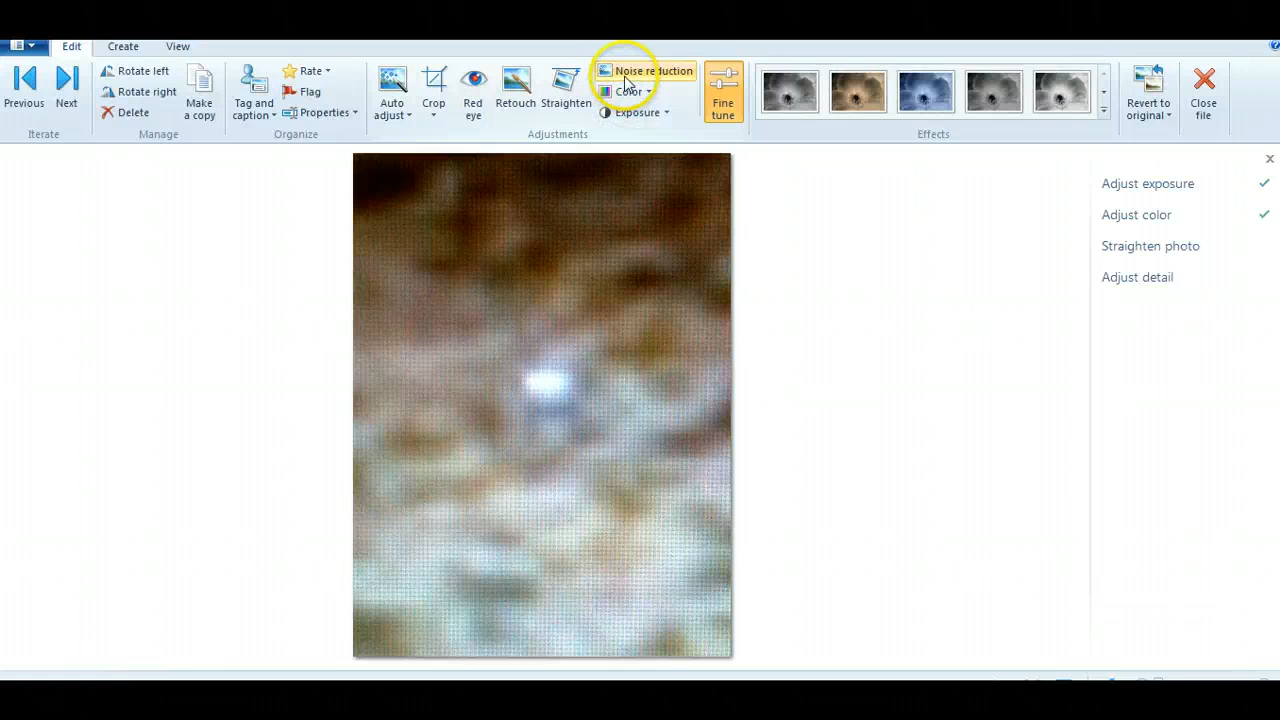 Edit Create View
Previous
Next
Iterate
Rotate left
Rotate right
Delete
Make
a copy
Manage
Tag and
caption
Rate
Flag
Properties
Organize
Auto
adjust
Crop
Red
eye
Retouch
Straighten
Noise reduction
Color
Exposure
Adjustments
Fine
tune
Effects
Revert to
original
Close
file
Adjust exposure
Adjust color
Straighten photo
Adjust detail